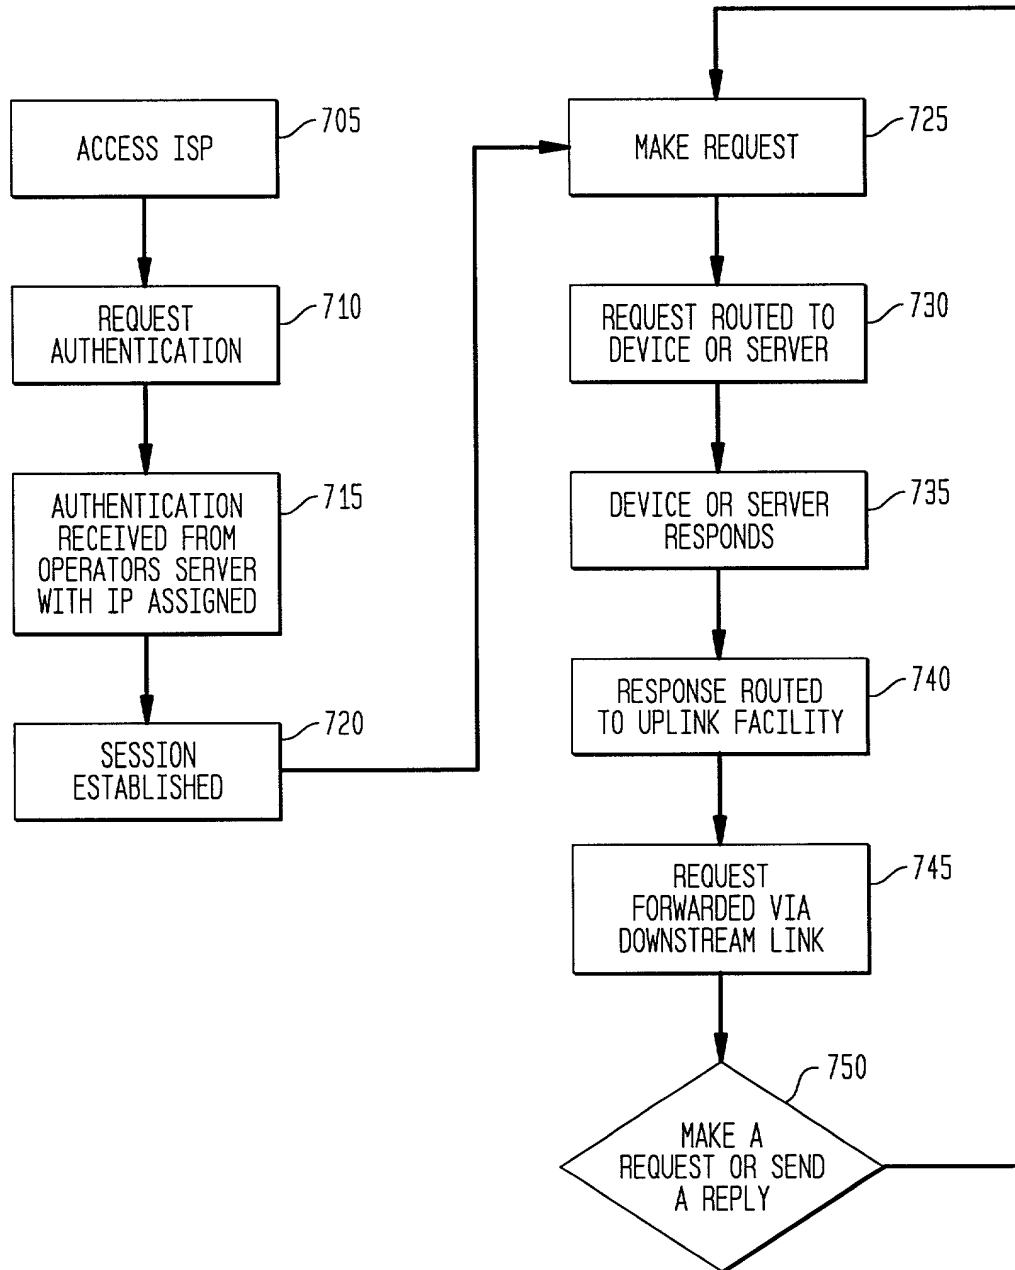 ACCESS ISP
705
REQUEST
AUTHENTICATION
710
AUTHENTICATION
RECEIVED FROM
OPERATORS SERVER
WITH IP ASSIGNED
715
SESSION
ESTABLISHED
720
MAKE REQUEST
725
REQUEST ROUTED TO
DEVICE OR SERVER
730
DEVICE OR SERVER
RESPONDS
735
RESPONSE ROUTED
TO UPLINK FACILITY
740
REQUEST
FORWARDED VIA
DOWNSTREAM LINK
745
MAKE A
REQUEST OR SEND
A REPLY
750